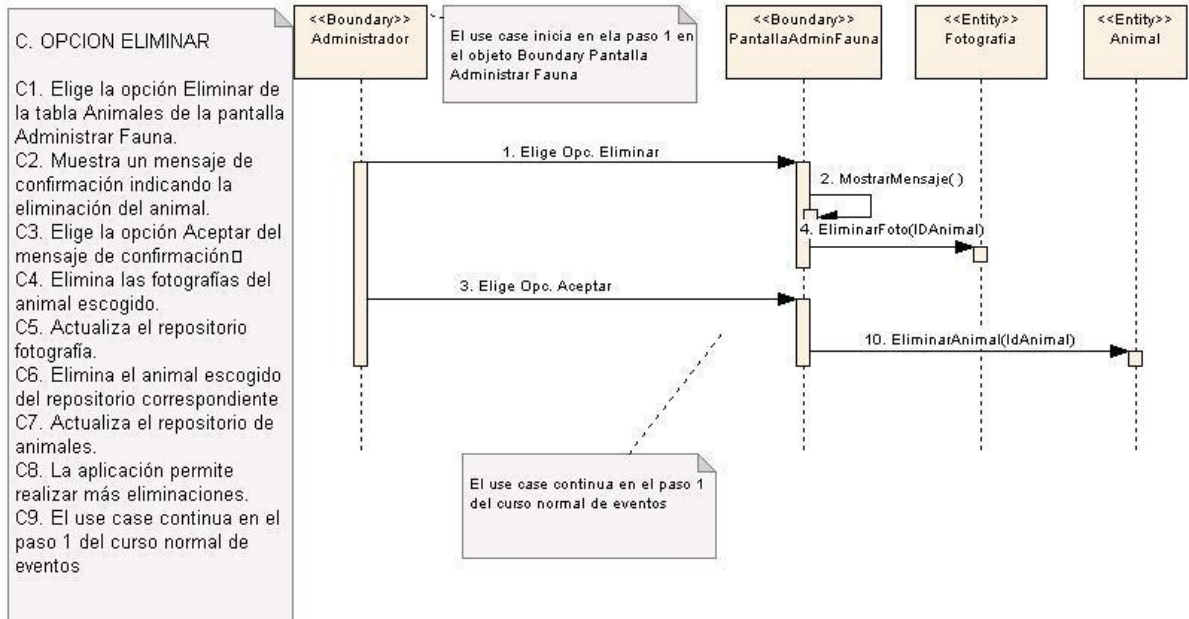 C. OPCION ELIMINAR
C1. Elige la opción Eliminar de
la tabla Animales de la pantalla
Administrar Fauna.
C2. Muestra un mensaje de
confirmación indicando la
eliminación del animal.
C3. Elige la opción Aceptar del
mensaje de confirmación□
C4. Elimina las fotografías del
animal escogido.
C5. Actualiza el repositorio
fotografía.
C6. Elimina el animal escogido
del repositorio correspondiente
C7. Actualiza el repositorio de
animales.
C8. La aplicación permite
realizar más eliminaciones.
C9. El use case continua en el
paso 1 del curso normal de
eventos
<<Boundary>>
Administrador
El use case inicia en ela paso 1 en
el objeto Boundary Pantalla
Administrar Fauna
<<Boundary>>
PantallaAdminFauna
<<Entity>>
Fotografia
<<Entity>>
Animal
1. Elige Opc. Eliminar
2. MostrarMensaje( )
4. EliminarFoto(IDAnimal)
3. Elige Opc. Aceptar
10. EliminarAnimal(IdAnimal)
El use case continua en el paso 1
del curso normal de eventos